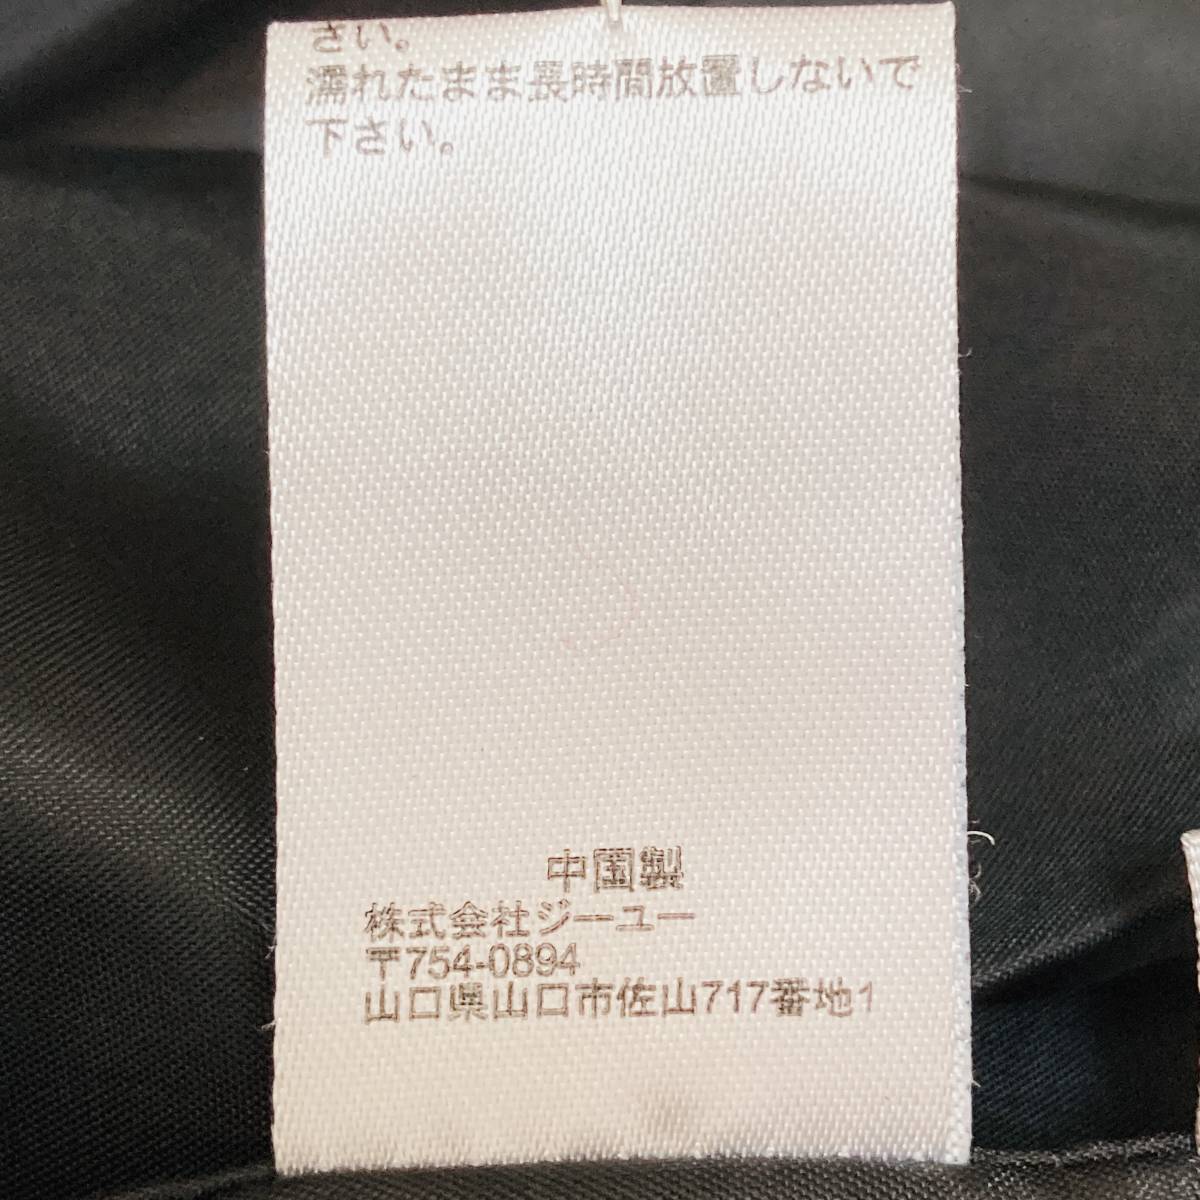 さい。
濡れたまま長時間放置しないで
下さい。
中国製
株式会社ジーユー
〒754-0894
山口県山口市佐山717番地1